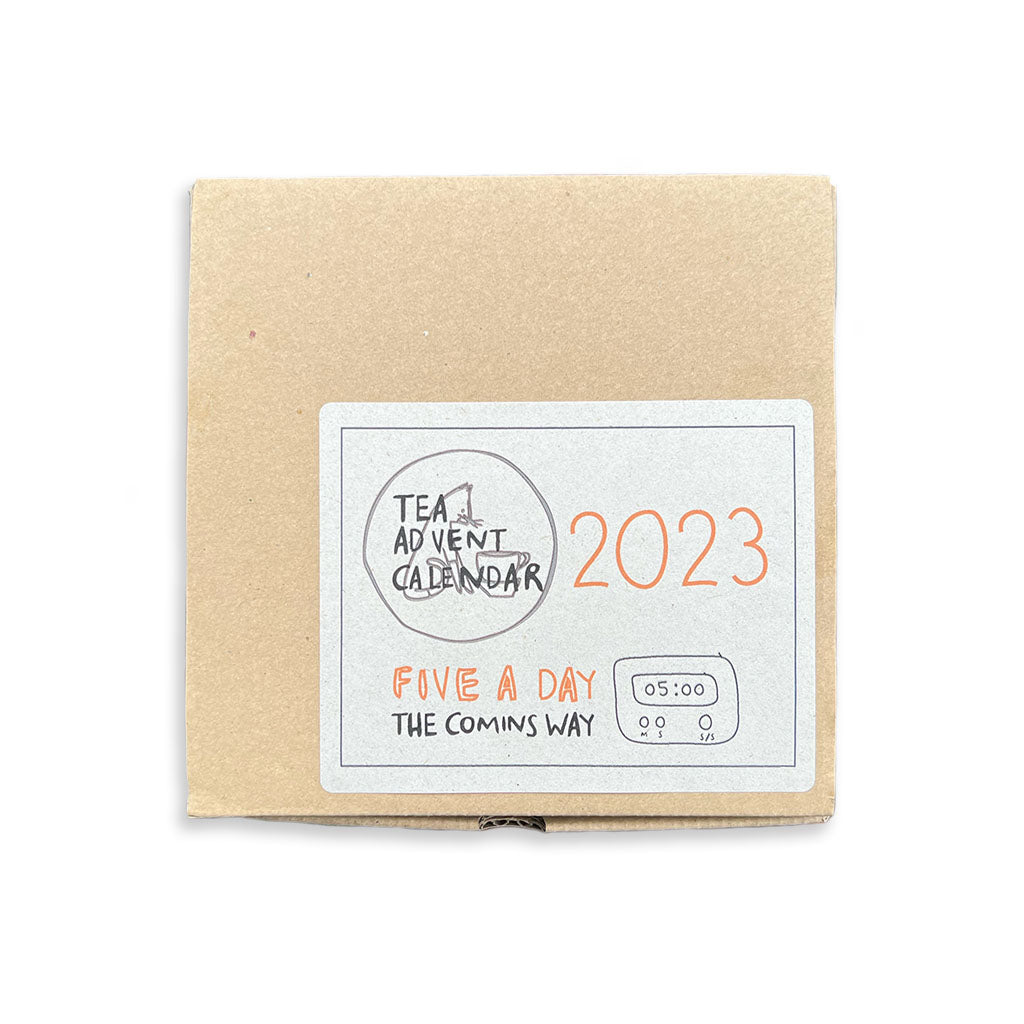 TEA
ADVENT
CALENDAR
2023
FIVE A DAY
THE COMINS WAY
05:00
M S S/S